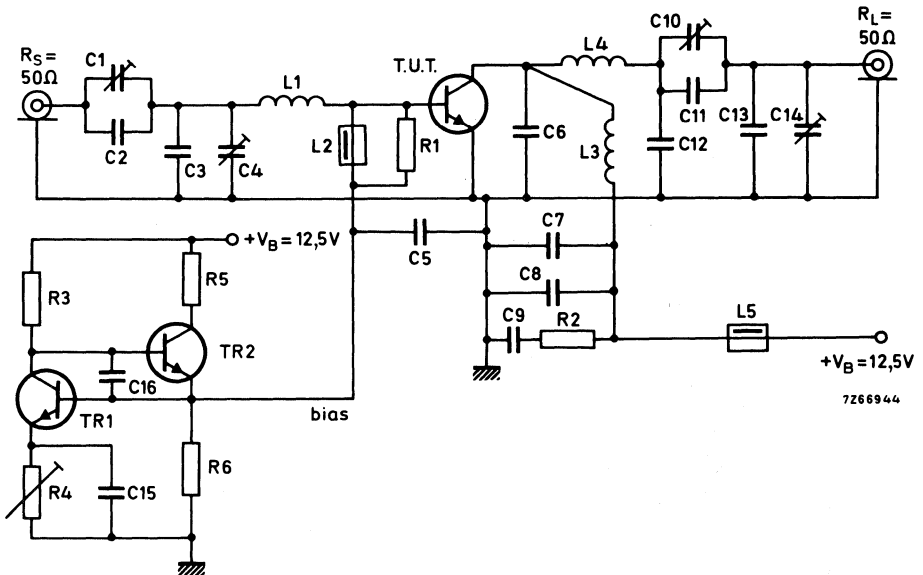 R_S =
50Ω
C1
C2
C3
C4
L1
L2
R1
T.U.T.
C6
L4
L3
C10
C11
C12
C13
C14
R_L =
50Ω
+V_B = 12,5V
R3
R5
C5
C7
C8
C9
R2
L5
+V_B = 12,5V
7Z66944
TR2
C16
TR1
bias
R4
C15
R6